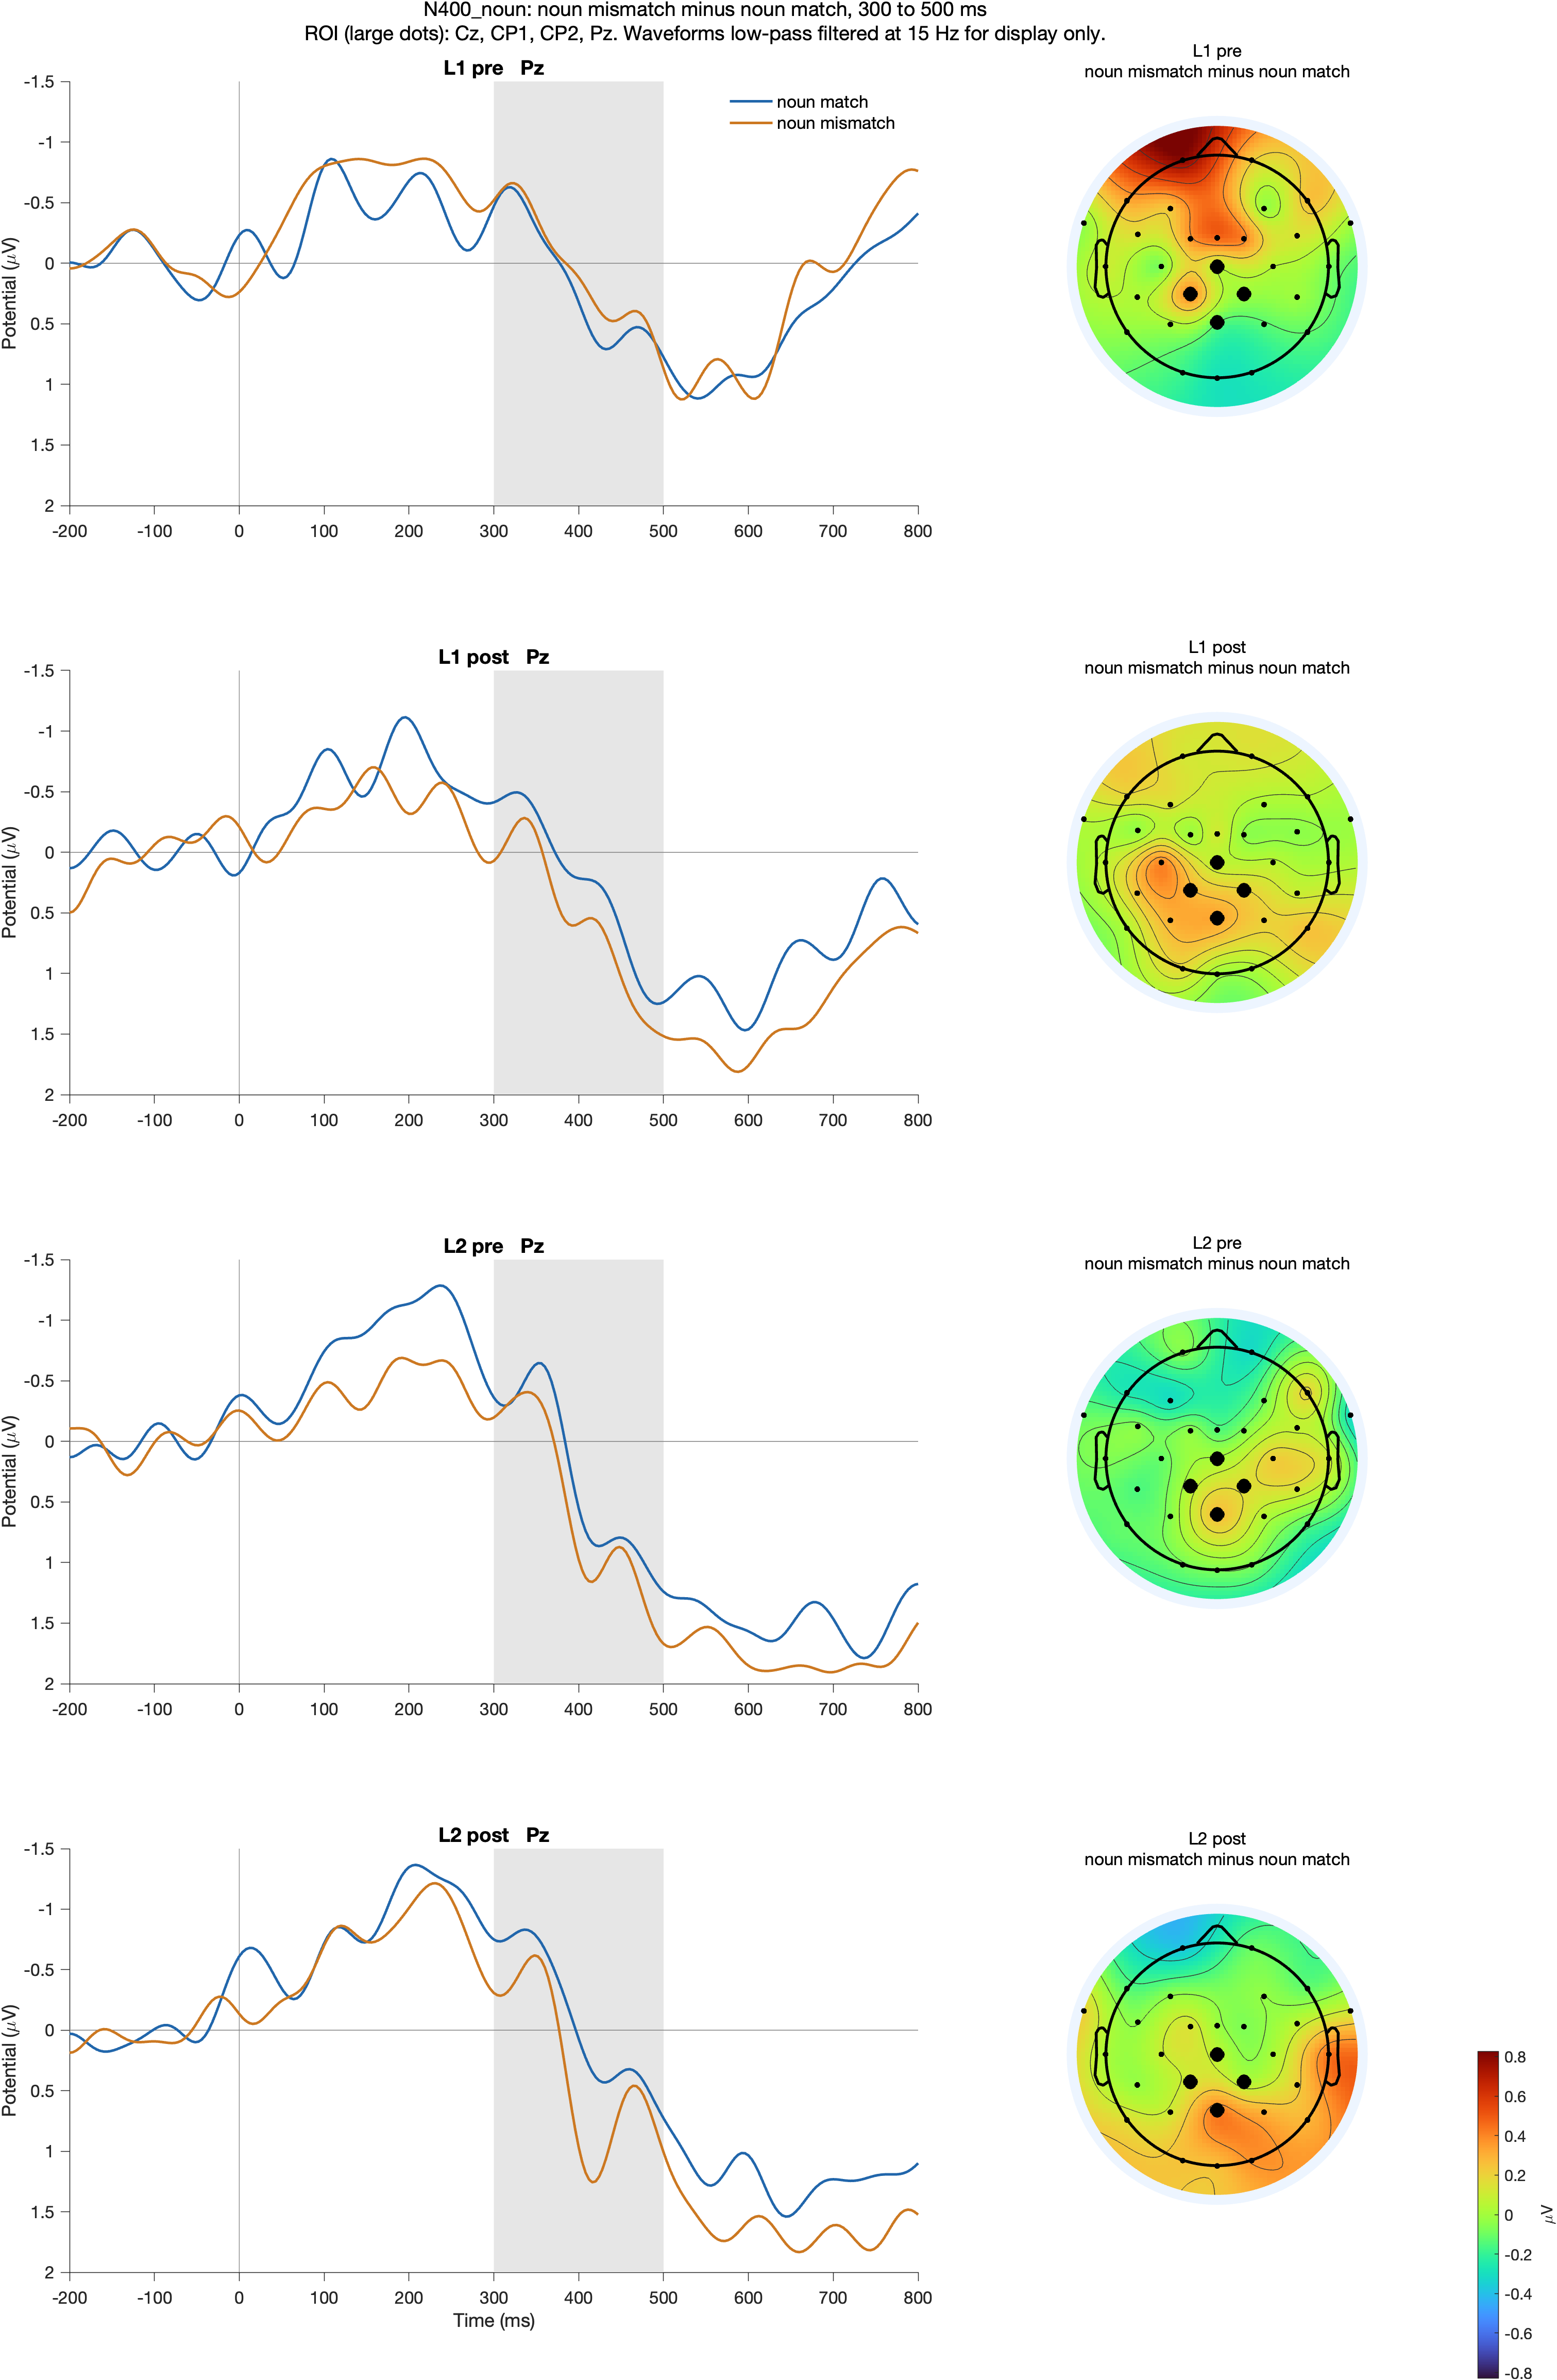 N400_noun: noun mismatch minus noun match, 300 to 500 ms
ROI (large dots): Cz, CP1, CP2, Pz. Waveforms low-pass filtered at 15 Hz for display only.
L1 pre Pz
L1 pre
noun mismatch minus noun match
noun match
noun mismatch
-1.5
-1
-0.5
0
0.5
1
1.5
2
Potential (μV)
-200 -100 0 100 200 300 400 500 600 700 800
L1 post Pz
L1 post
noun mismatch minus noun match
-1.5
-1
-0.5
0
0.5
1
1.5
2
Potential (μV)
-200 -100 0 100 200 300 400 500 600 700 800
L2 pre Pz
L2 pre
noun mismatch minus noun match
-1.5
-1
-0.5
0
0.5
1
1.5
2
Potential (μV)
-200 -100 0 100 200 300 400 500 600 700 800
L2 post Pz
L2 post
noun mismatch minus noun match
-1.5
-1
-0.5
0
0.5
1
1.5
2
Potential (μV)
-200 -100 0 100 200 300 400 500 600 700 800
Time (ms)
0.8
0.6
0.4
0.2
0
-0.2
-0.4
-0.6
-0.8
μV